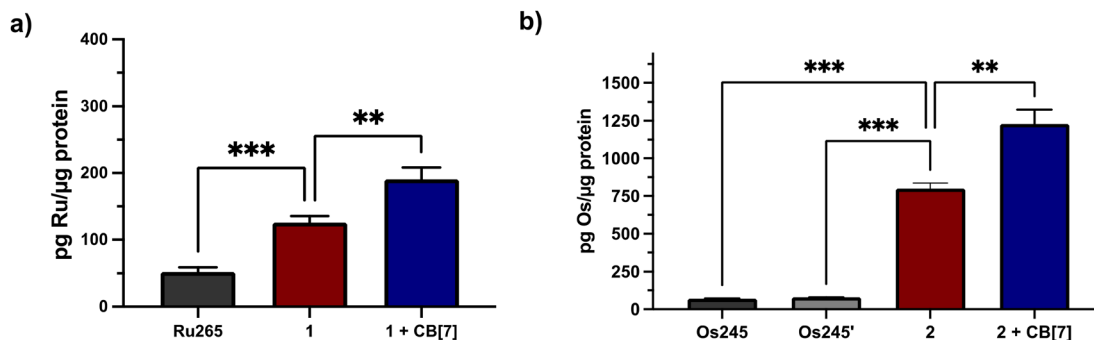 a)
pg Ru/µg protein
400
300
200
100
0
***
**
Ru265
1
1 + CB[7]
b)
pg Os/µg protein
1500
1250
1000
750
500
250
0
***
**
***
Os245
Os245'
2
2 + CB[7]